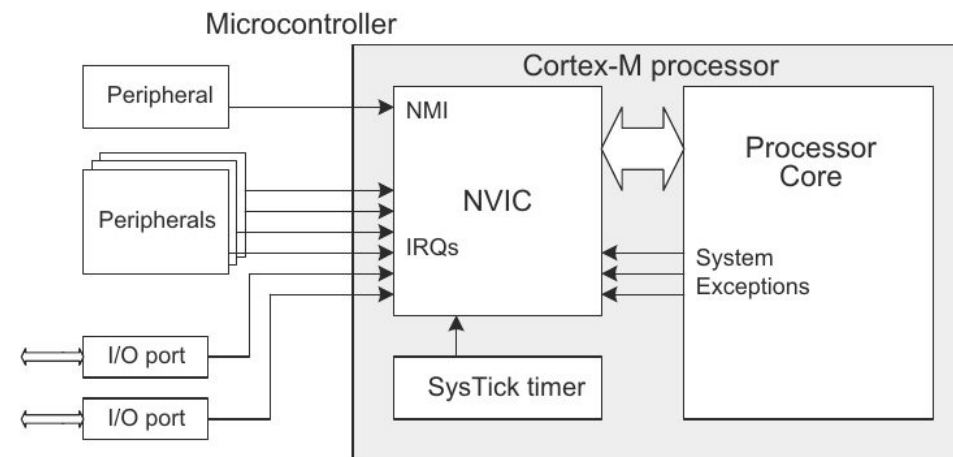 Microcontroller
Cortex-M processor
Peripheral
NMI
Processor
Core
NVIC
Peripherals
IRQs
System
Exceptions
I/O port
SysTick timer
I/O port